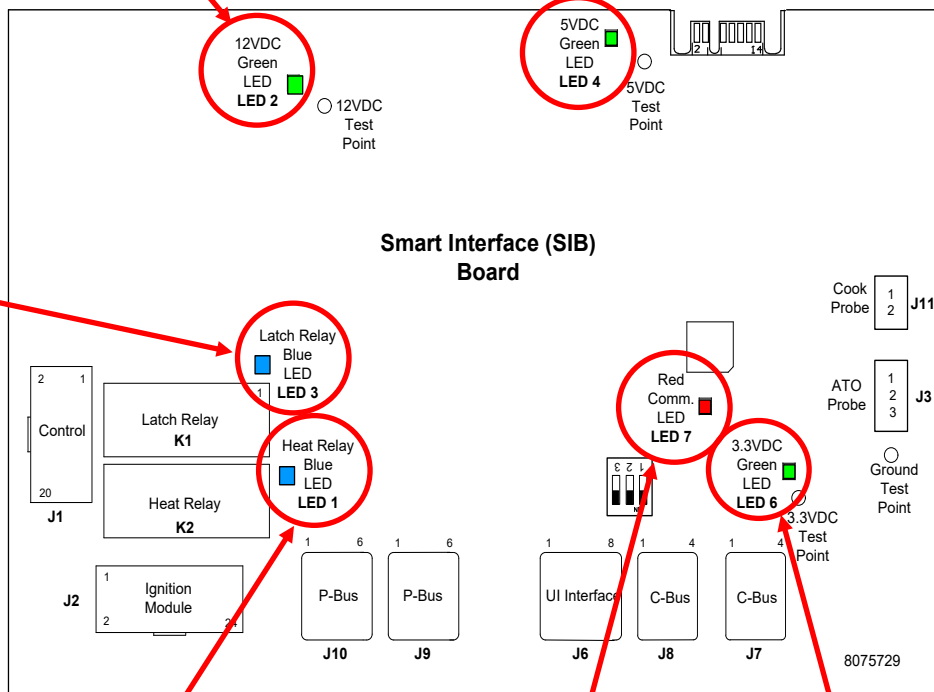 12VDC
Green
LED
LED 2
12VDC
Test
Point
5VDC
Green
LED
LED 4
5VDC
Test
Point
2
14
Smart Interface (SIB)
Board
Cook
Probe
1
2
J11
ATO
Probe
1
2
3
J3
Ground
Test
Point
Latch Relay
Blue
LED
LED 3
2 1
Control
20
J1
1
Latch Relay
K1
Heat Relay
Blue
LED
LED 1
Heat Relay
K2
Red
Comm.
LED
LED 7
3.3VDC
Green
LED
LED 6
3.3VDC
Test
Point
1 2 3
J2
1
2
Ignition
Module
24
1 6
P-Bus
J10
1 6
P-Bus
J9
1 8
UI Interface
J6
1 4
C-Bus
J8
1 4
C-Bus
J7
8075729